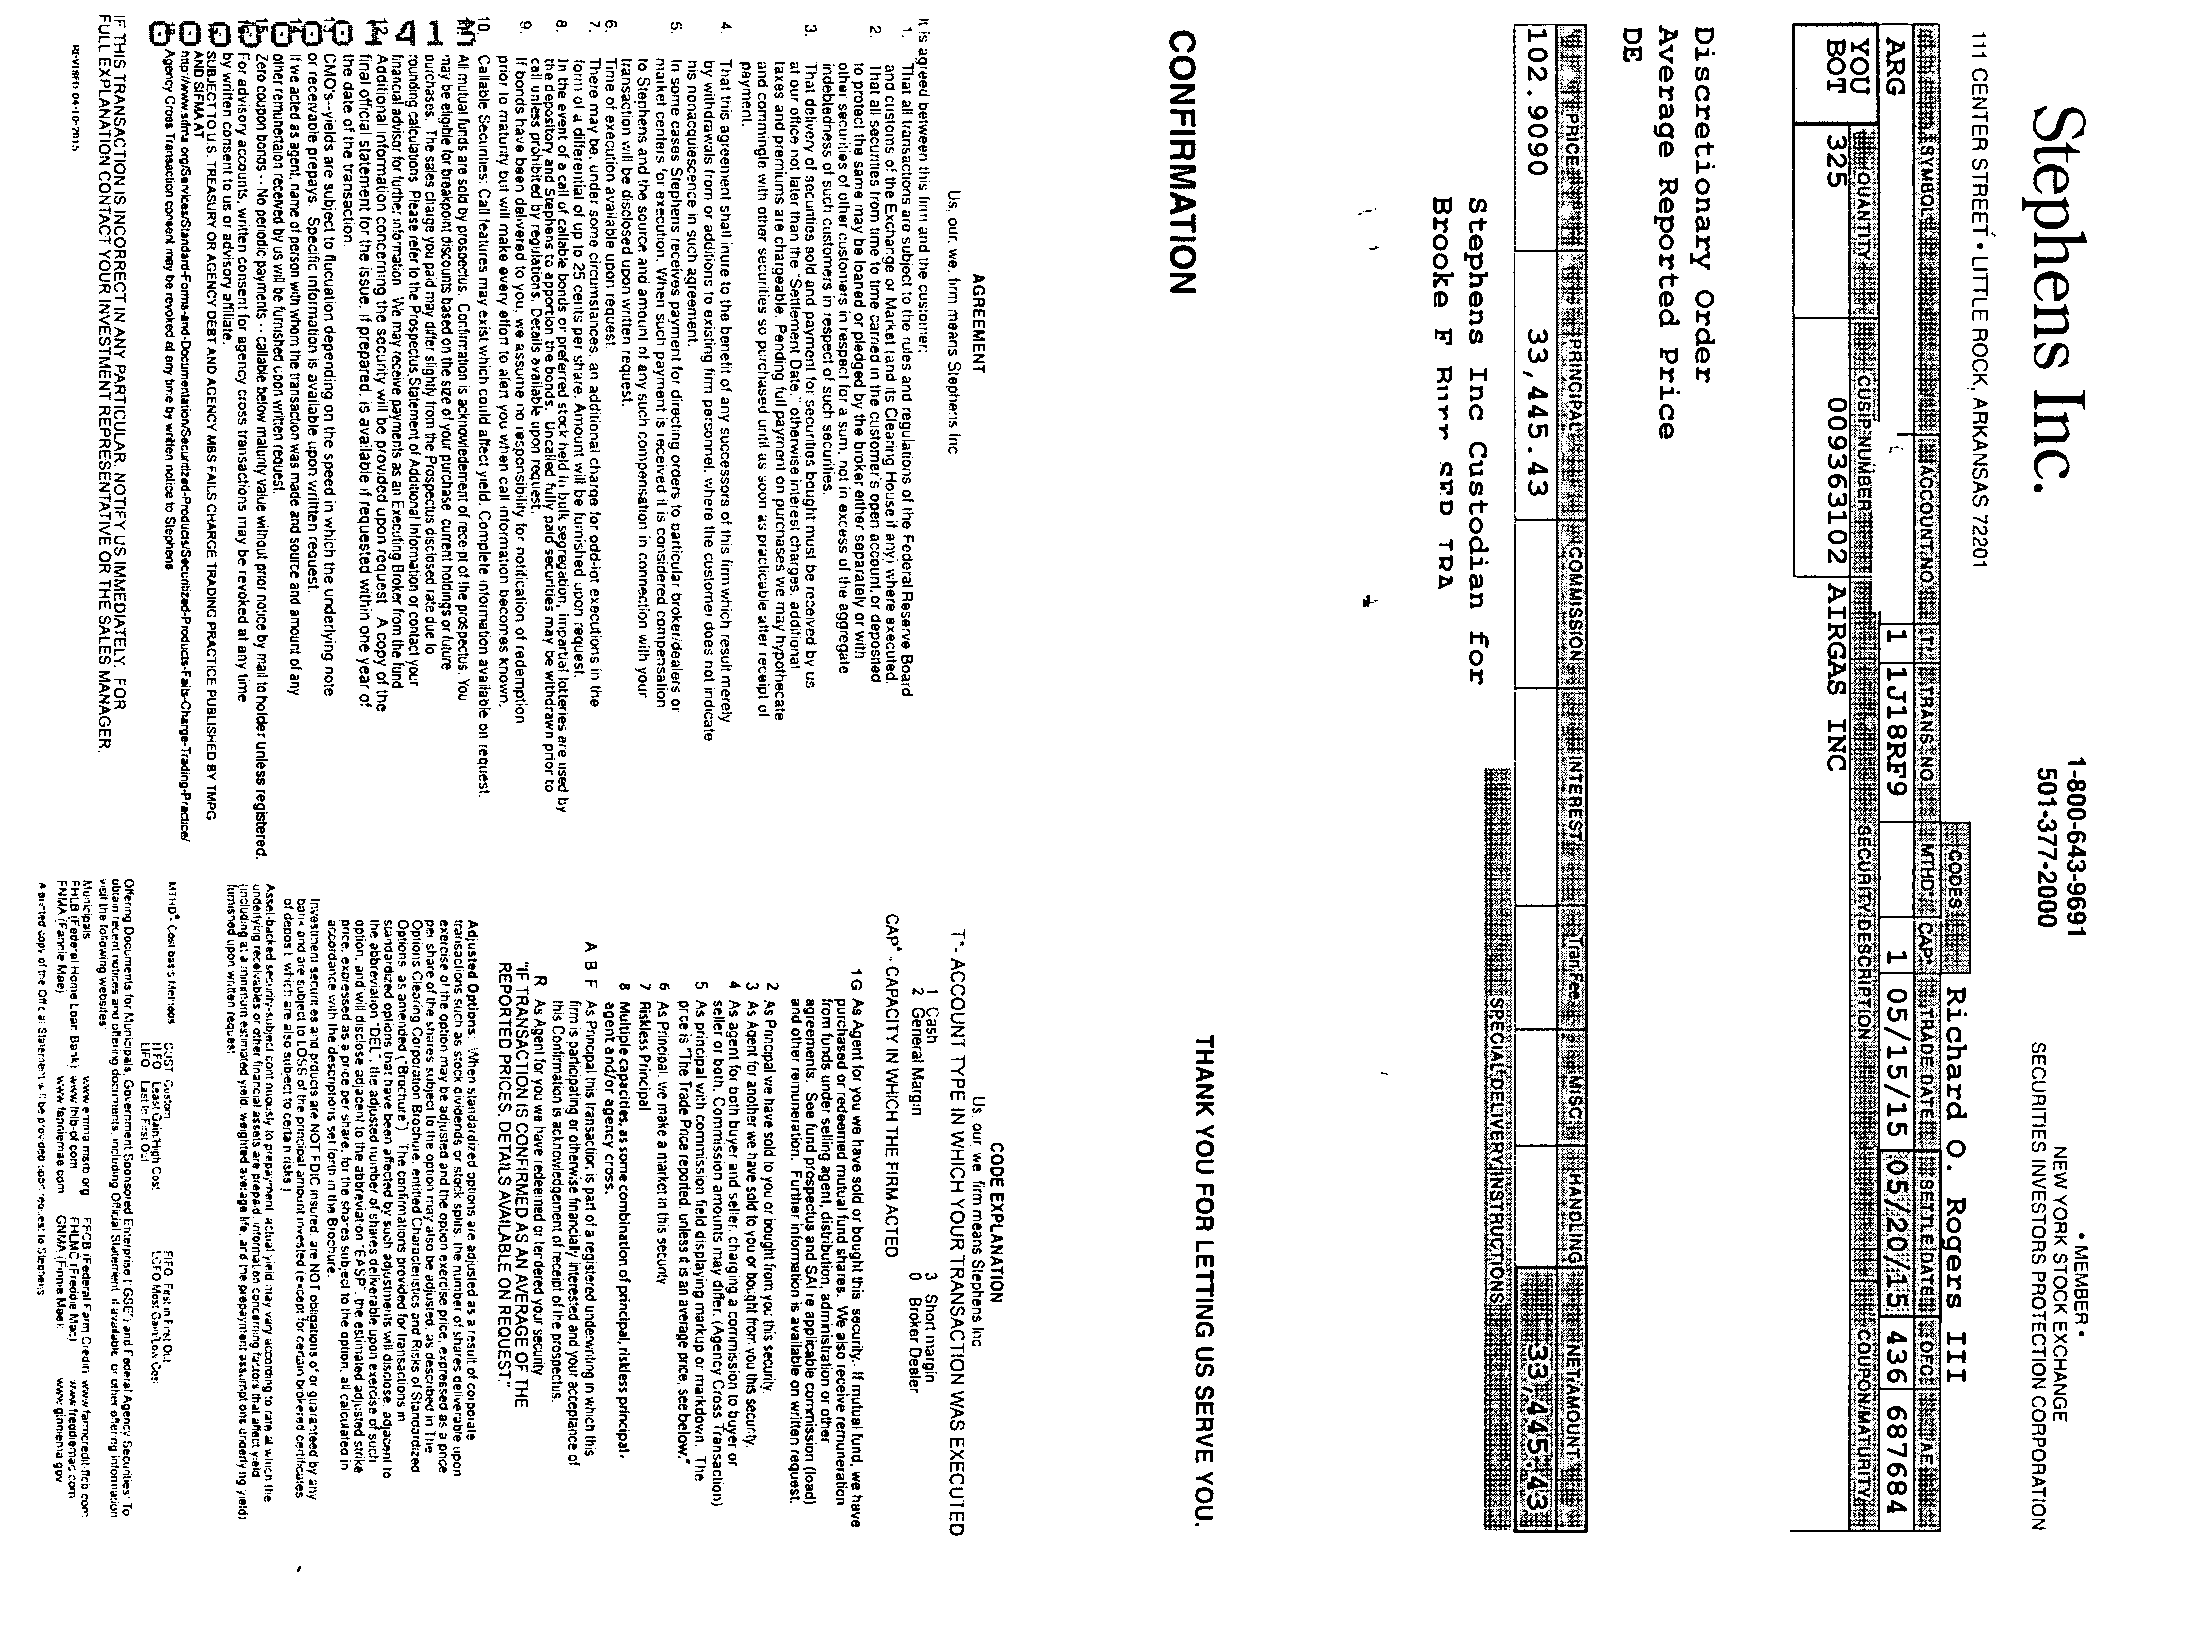 Stephens Inc.
111 CENTER STREET • LITTLE ROCK, ARKANSAS 72201
1-800-643-9691
501-377-2000
• MEMBER •
NEW YORK STOCK EXCHANGE
SECURITIES INVESTORS PROTECTION CORPORATION
Richard O. Rogers III
CODES
SYMBOL ACCOUNT NO. T* TRANS NO. MTHD* CAP* TRADE DATE SETTLE DATE OFC AE
ARG 1 1J18RF9 1 05/15/15 05/20/15 436 687684
YOU BOT
QUANTITY CUSIP NUMBER SECURITY DESCRIPTION COUPON/MATURITY
325 009363102 AIRGAS INC
Discretionary Order
Average Reported Price
DE
PRICE PRINCIPAL COMMISSION INTEREST Tran Fee MISC. HANDLING NET AMOUNT
102.9090 33,445.43 33,445.43
SPECIAL DELIVERY INSTRUCTIONS
Stephens Inc Custodian for
Brooke F Burr SEP IRA
CONFIRMATION
THANK YOU FOR LETTING US SERVE YOU.
AGREEMENT
Us, our, we, firm means Stephens Inc
It is agreed between this firm and the customer:
1. That all transactions are subject to the rules and regulations of the Federal Reserve Board
and customs of the Exchange or Market (and its Clearing House if any) where executed.
2. That all securities from time to time carried in the customer's open account, or deposited
to protect the same may be loaned or pledged by the broker either separately or with
other securities of other customers in respect for a sum, not in excess of the aggregate
indebtedness of such customers in respect of such securities.
3. That delivery of securities sold and payment for securities bought must be received by us
at our office not later than the "Settlement Date," otherwise interest charges, additional
taxes and premiums are chargeable. Pending full payment on purchases we may hypothecate
and commingle with other securities so purchased until as soon as practicable after receipt of
payment.
4. That this agreement shall inure to the benefit of any successors of this firm which result merely
by withdrawals from or additions to existing firm personnel, where the customer does not indicate
his nonacquiescence in such agreement.
5. In some cases Stephens receives payment for directing orders to particular broker/dealers or
market centers for execution. When such payment is received it is considered compensation
to Stephens and the source and amount of any such compensation in connection with your
transaction will be disclosed upon written request.
6. Time of execution available upon request.
7. There may be, under some circumstances, an additional charge for odd-lot executions in the
form of a differential of up to 25 cents per share. Amount will be furnished upon request.
8. In the event of a call of callable bonds or preferred stock held in bulk segregation, impartial lotteries are used by
the depository and Stephens to apportion the bonds. Uncalled fully paid securities may be withdrawn prior to
call unless prohibited by regulations. Details available upon request.
9. If bonds have been delivered to you, we assume no responsibility for notification of redemption
prior to maturity but will make every effort to alert you when call information becomes known.
10. Callable Securities: Call features may exist which could affect yield. Complete information available on request.
All mutual funds are sold by prospectus. Confirmation is acknowledement of receipt of the prospectus. You
may be eligible for breakpoint discounts based on the size of your purchase current holdings or future
purchases. The sales charge you paid may differ slightly from the Prospectus disclosed rate due to
rounding calculations. Please refer to the Prospectus, Statement of Additional Information or contact your
financial advisor for further information. We may receive payments as an Executing Broker from the fund
Additional information concerning the security will be provided upon request. A copy of the
final official statement for the issue, if prepared, is available if requested within one year of
the date of the transaction.
CMO's--yields are subject to flucuation depending on the speed in which the underlying note
or receivable prepays. Specific information is available upon written request.
If we acted as agent, name of person with whom the transaction was made and source and amount of any
other remuneration received by us will be furnished upon written request.
Zero coupon bonds -- No periodic payments -- callable below maturity value without prior notice by mail to holder unless registered.
For advisory accounts, written consent for agency cross transactions may be revoked at any time
by written consent to us or advisory affiliate.
SUBJECT TO U.S. TREASURY OR AGENCY DEBT AND AGENCY MBS FAILS CHARGE TRADING PRACTICE PUBLISHED BY TMPG
AND SIFMA AT
http://www.sifma.org/Services/Standard-Forms-and-Documentation/Securitized-Products/Securitized-Products-Fails-Charge-Trading-Practice/
Agency Cross Transaction consent may be revoked at any time by written notice to Stephens
00000001411
IF THIS TRANSACTION IS INCORRECT IN ANY PARTICULAR, NOTIFY US IMMEDIATELY. FOR
FULL EXPLANATION CONTACT YOUR INVESTMENT REPRESENTATIVE OR THE SALES MANAGER.
REVISED 04-10-2015
CODE EXPLANATION
Us, our, we, firm means Stephens Inc
T*- ACCOUNT TYPE IN WHICH YOUR TRANSACTION WAS EXECUTED
1 Cash 3 Short margin
2 General Margin 0 Broker Dealer
CAP* - CAPACITY IN WHICH THE FIRM ACTED
1G As Agent for you we have sold or bought this security. If mutual fund, we have
purchased or redeemed mutual fund shares. We also receive remuneration
from funds under selling agent, distribution, administration or other
agreements. See fund prospectus and SAI re applicable commission (load)
and other remuneration. Further information is available on written request.
2 As Principal we have sold to you or bought from you this security.
3 As Agent for another we have sold to you or bought from you this security.
4 As agent for both buyer and seller, charging a commission to buyer or
seller or both. Commission amounts may differ. (Agency Cross Transaction)
5 As principal with commission field displaying markup or markdown. The
price is "The Trade Price reported, unless it is an average price, see below."
6 As Principal, we make a market in this security
7 Riskless Principal
8 Multiple capacities, as some combination of principal, riskless principal,
agent and/or agency cross.
A B F As Principal, this transaction is part of a registered underwriting in which this
firm is participating or otherwise financially interested and your acceptance of
this Confirmation is acknowledgement of receipt of the prospectus.
R As Agent for you we have redeemed or tendered your security
"IF TRANSACTION IS CONFIRMED AS AN AVERAGE OF THE
REPORTED PRICES, DETAILS AVAILABLE ON REQUEST."
Adjusted Options: When standardized options are adjusted as a result of corporate
transactions such as stock dividends or stock splits, the number of shares deliverable upon
exercise of the option may be adjusted and the option exercise price, expressed as a price
per share of the shares subject to the option may also be adjusted, as described in The
Options Clearing Corporation Brochure, entitled Characteristics and Risks of Standardized
Options, as amended ("Brochure"). The confirmations provided for transactions in
standardized options that have been affected by such adjustments will disclose, adjacent to
the abbreviation "DEL", the adjusted number of shares deliverable upon exercise of such
option, and will disclose adjacent to the abbreviation "EASP", the estimated adjusted strike
price, expressed as a price per share, for the shares subject to the option, all calculated in
accordance with the descriptions set forth in the Brochure.
Investment securities and products are NOT FDIC insured, are NOT obligations of or guaranteed by any
bank and are subject to LOSS of the principal amount invested (except for certain brokered certificates
of deposit, which are also subject to certain risks.)
Asset-backed security-subject continuously to prepayment, actual yield may vary according to rate at which the
underlying receivables or other financial assets are prepaid, information concerning factors that affect yield
(including at a minimum estimated yield, weighted average life, and the prepayment assumptions underlying yield)
furnished upon written request
MTHD* - Cost basis Methods CUST Custom FIFO First in First Out
LIFO Last In First Out
Offering Documents for Municipals, Government Sponsored Enterprise (GSE) and Federal Agency Securities: To
obtain recent notices and offering documents, including Official Statement, if available, or other offering information
visit the following websites:
Municipals www.emma.msrb.org FFCB (Federal Farm Credit) www.farmcredit-ffcb.com
FHLB (Federal Home Loan Bank) www.fhlb-of.com FHLMC (Freddie Mac) www.freddiemac.com
FNMA (Fannie Mae) www.fanniemae.com GNMA (Ginnie Mae) www.ginniemae.gov
A printed copy of the Official Statement will be provided upon request to Stephens